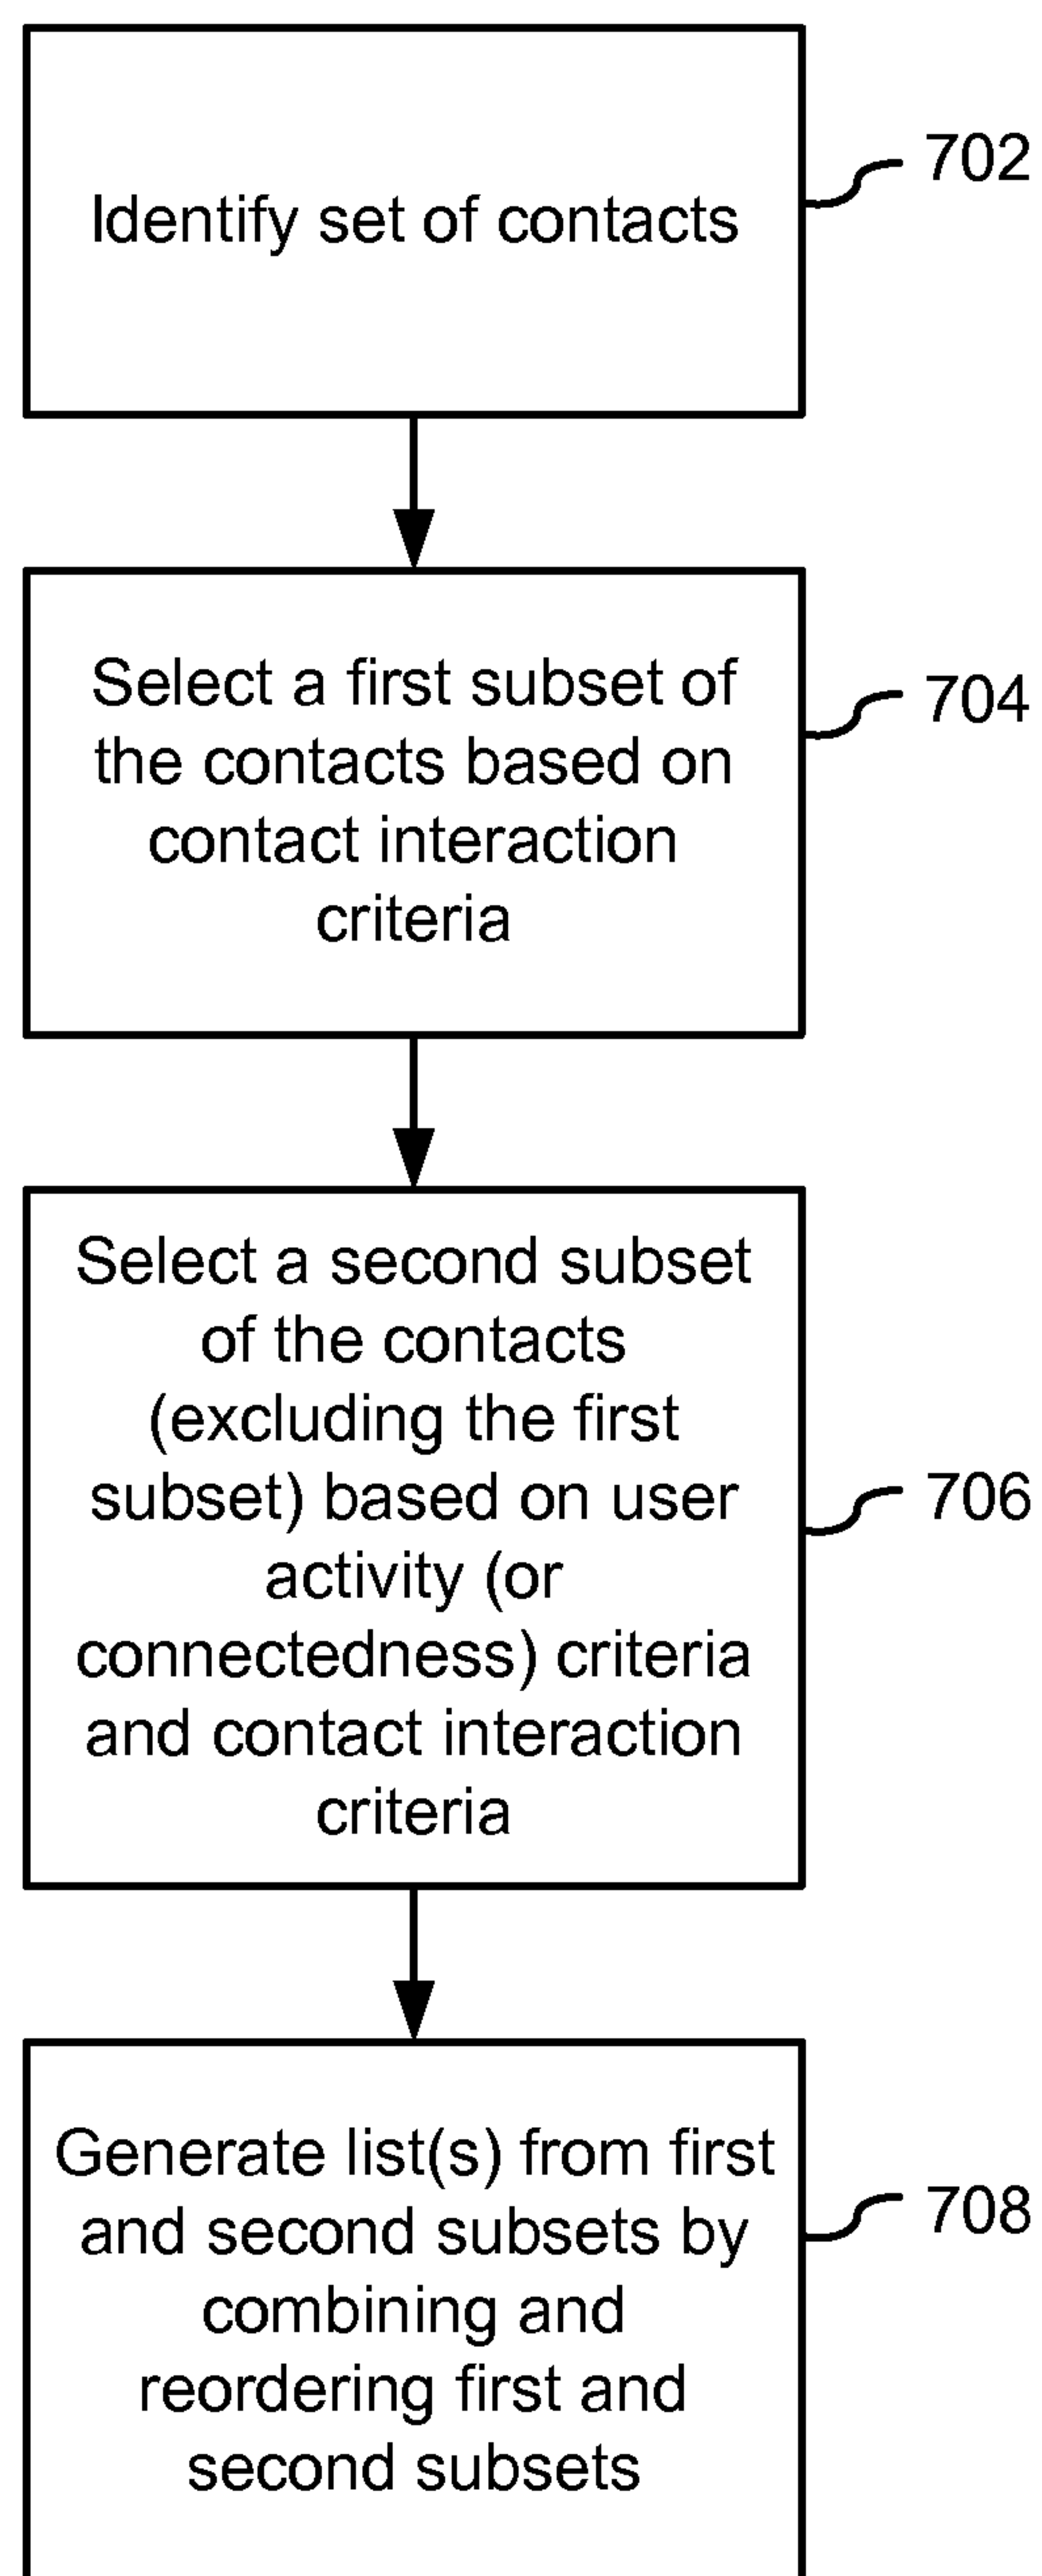 Identify set of contacts
702
Select a first subset of
the contacts based on
contact interaction
criteria
704
Select a second subset
of the contacts
(excluding the first
subset) based on user
activity (or
connectedness) criteria
and contact interaction
criteria
706
Generate list(s) from first
and second subsets by
combining and
reordering first and
second subsets
708